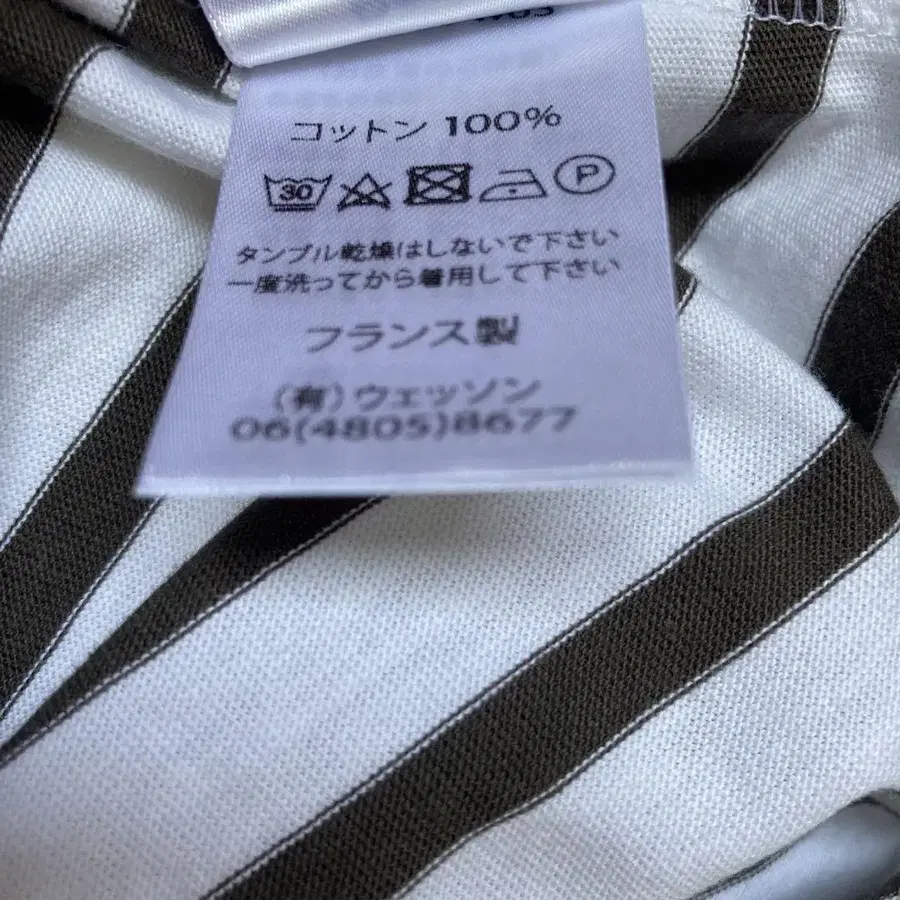 コットン 100%
30 P
タンブル乾燥はしないで下さい
一度洗ってから着用して下さい
フランス製
(有)ウェッソン
06(4805)8677